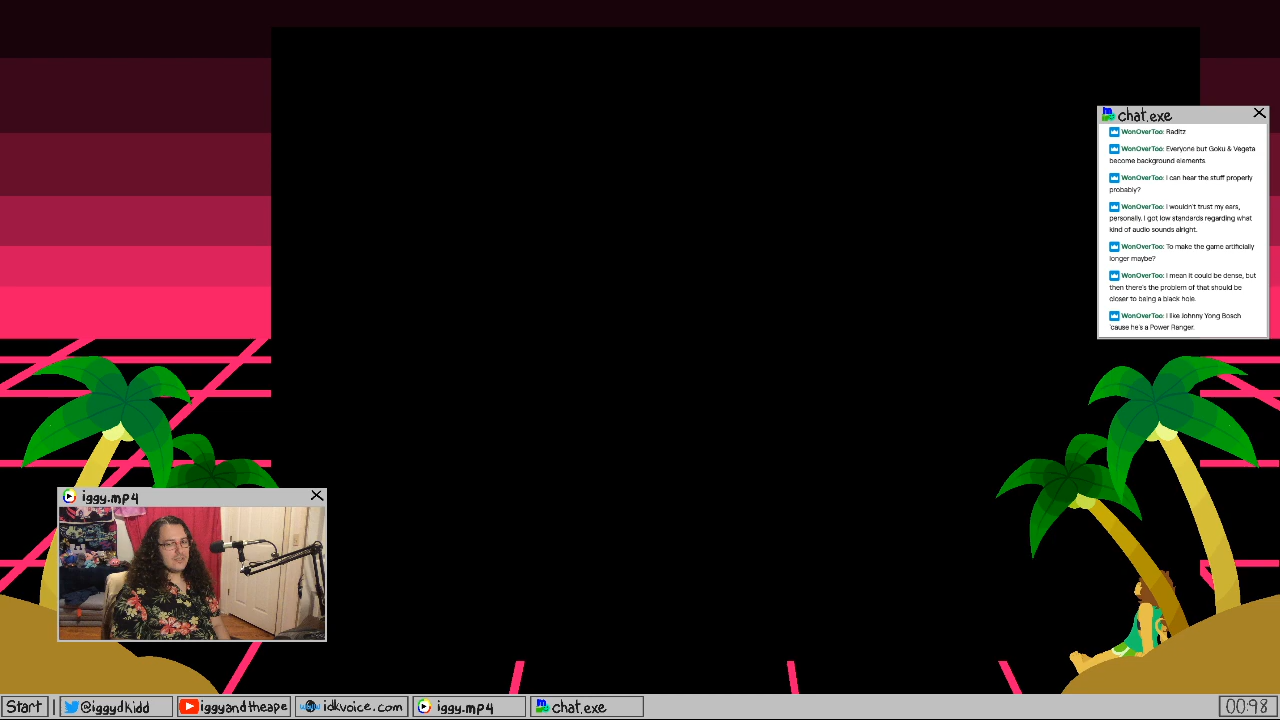 chat.exe
WonOverToo: Raditz
WonOverToo: Everyone but Goku & Vegeta
become background elements.
WonOverToo: I can hear the stuff properly
probably?
WonOverToo: I wouldn't trust my ears,
personally. I got low standards regarding what
kind of audio sounds alright.
WonOverToo: To make the game artificially
longer maybe?
WonOverToo: I mean it could be dense, but
then there's the problem of that should be
closer to being a black hole.
WonOverToo: I like Johnny Yong Bosch
'cause he's a Power Ranger.
iggy.mp4
Start | @iggydkidd iggyandtheape www idkvoice.com iggy.mp4 chat.exe 00:98